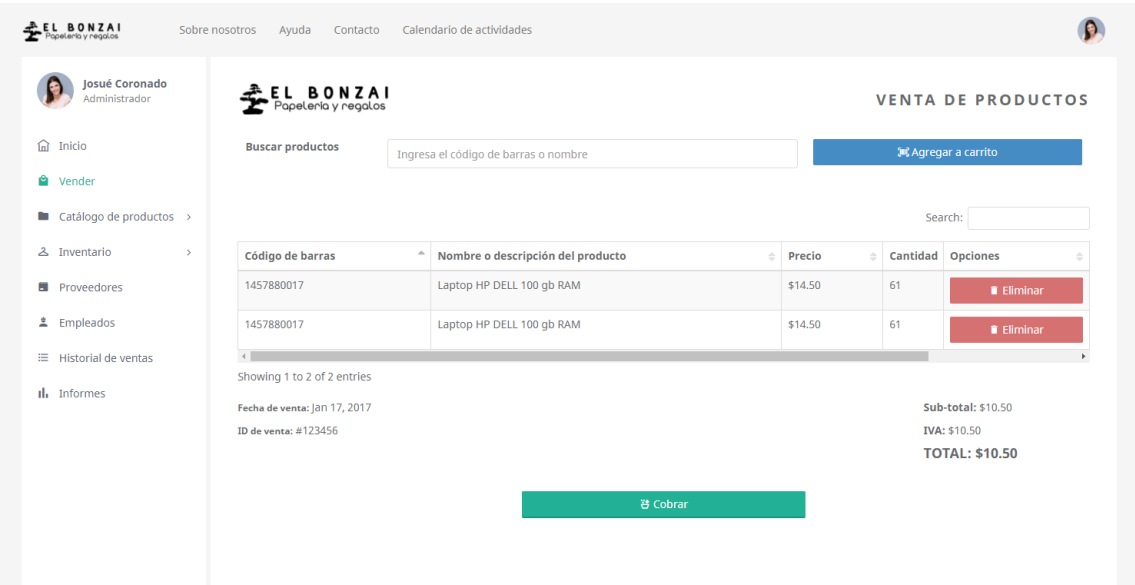 EL BONZAI
Papelería y regalos
Sobre nosotros Ayuda Contacto Calendario de actividades
Josué Coronado
Administrador
Inicio
Vender
Catálogo de productos
Inventario
Proveedores
Empleados
Historial de ventas
Informes
EL BONZAI
Papelería y regalos
VENTA DE PRODUCTOS
Buscar productos Ingresa el código de barras o nombre Agregar a carrito
Search:
Código de barras Nombre o descripción del producto Precio Cantidad Opciones
1457880017 Laptop HP DELL 100 gb RAM $14.50 61 Eliminar
1457880017 Laptop HP DELL 100 gb RAM $14.50 61 Eliminar
Showing 1 to 2 of 2 entries
Fecha de venta: Jan 17, 2017 Sub-total: $10.50
ID de venta: #123456 IVA: $10.50
TOTAL: $10.50
Cobrar